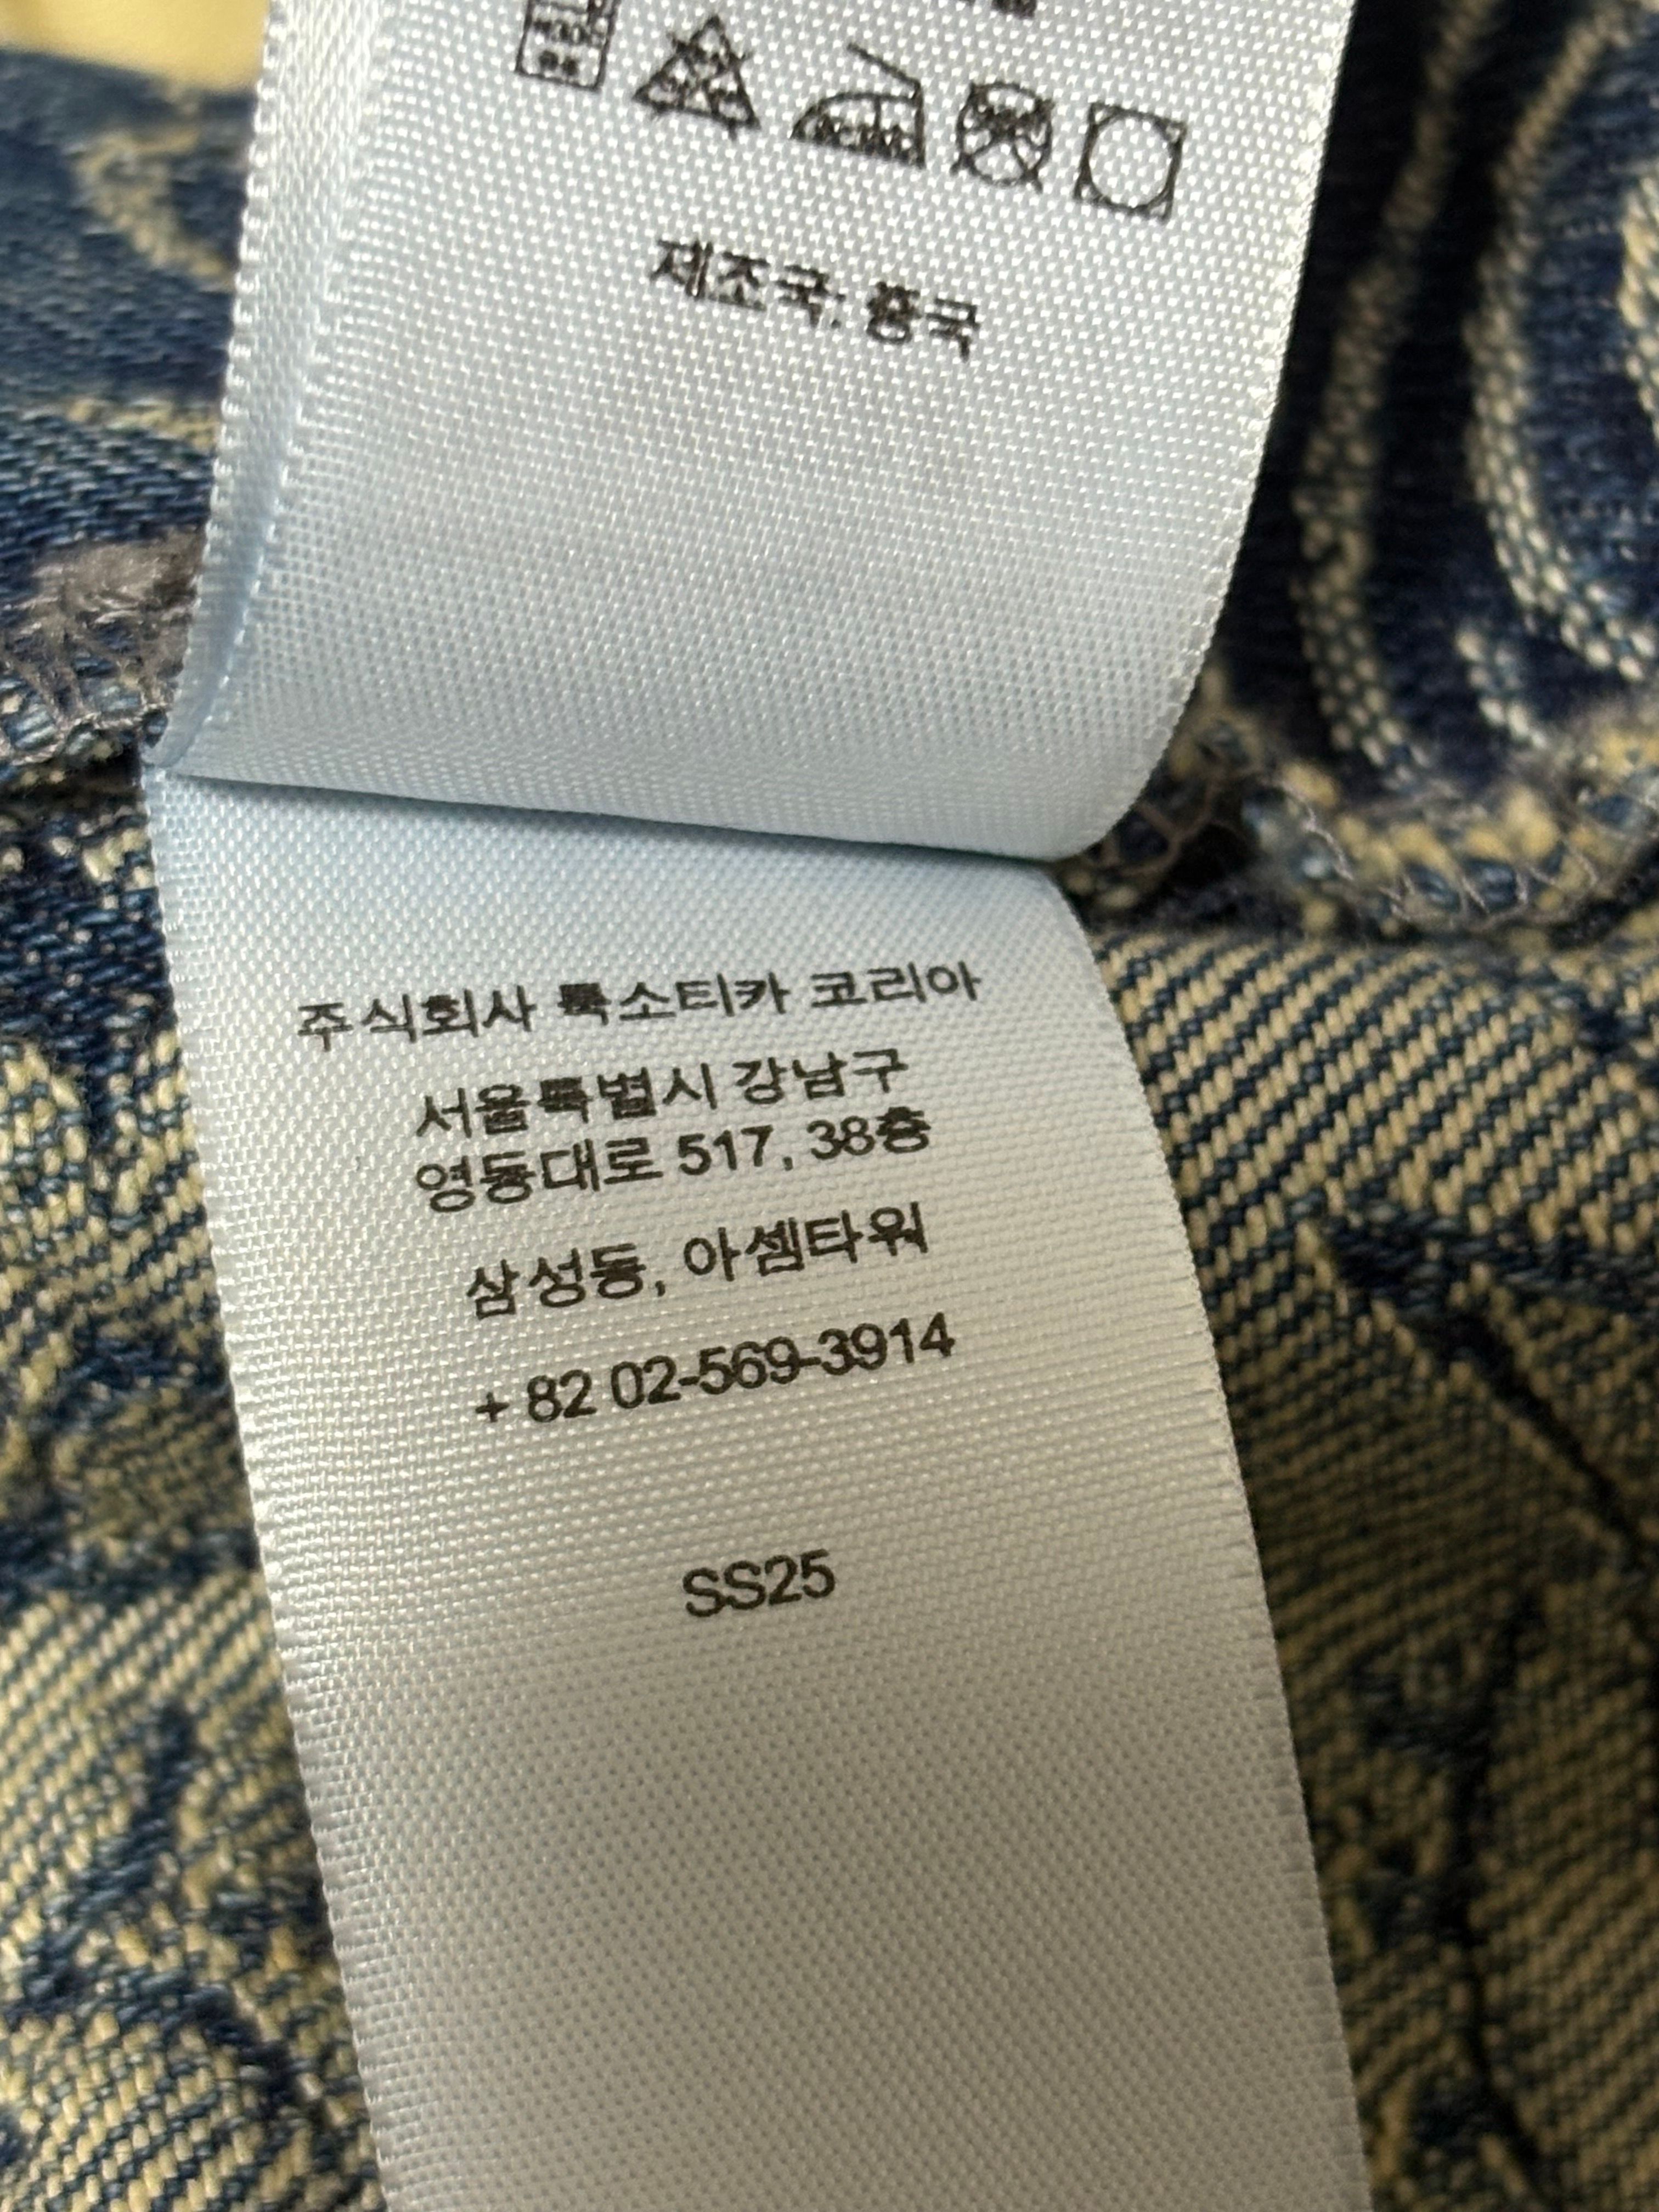 제조국: 중국
주식회사 룩소티카 코리아
서울특별시 강남구
영동대로 517, 38층
삼성동, 아셈타워
+ 82 02-569-3914
SS25